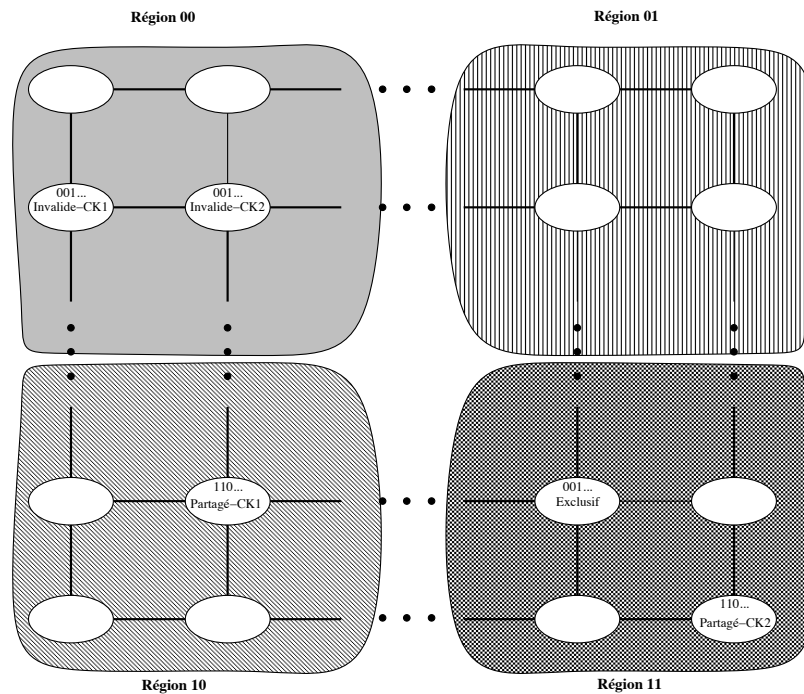 Région 00
Région 01
001...
Invalide–CK1
001...
Invalide–CK2
110...
Partagé–CK1
001...
Exclusif
110...
Partagé–CK2
Région 10
Région 11